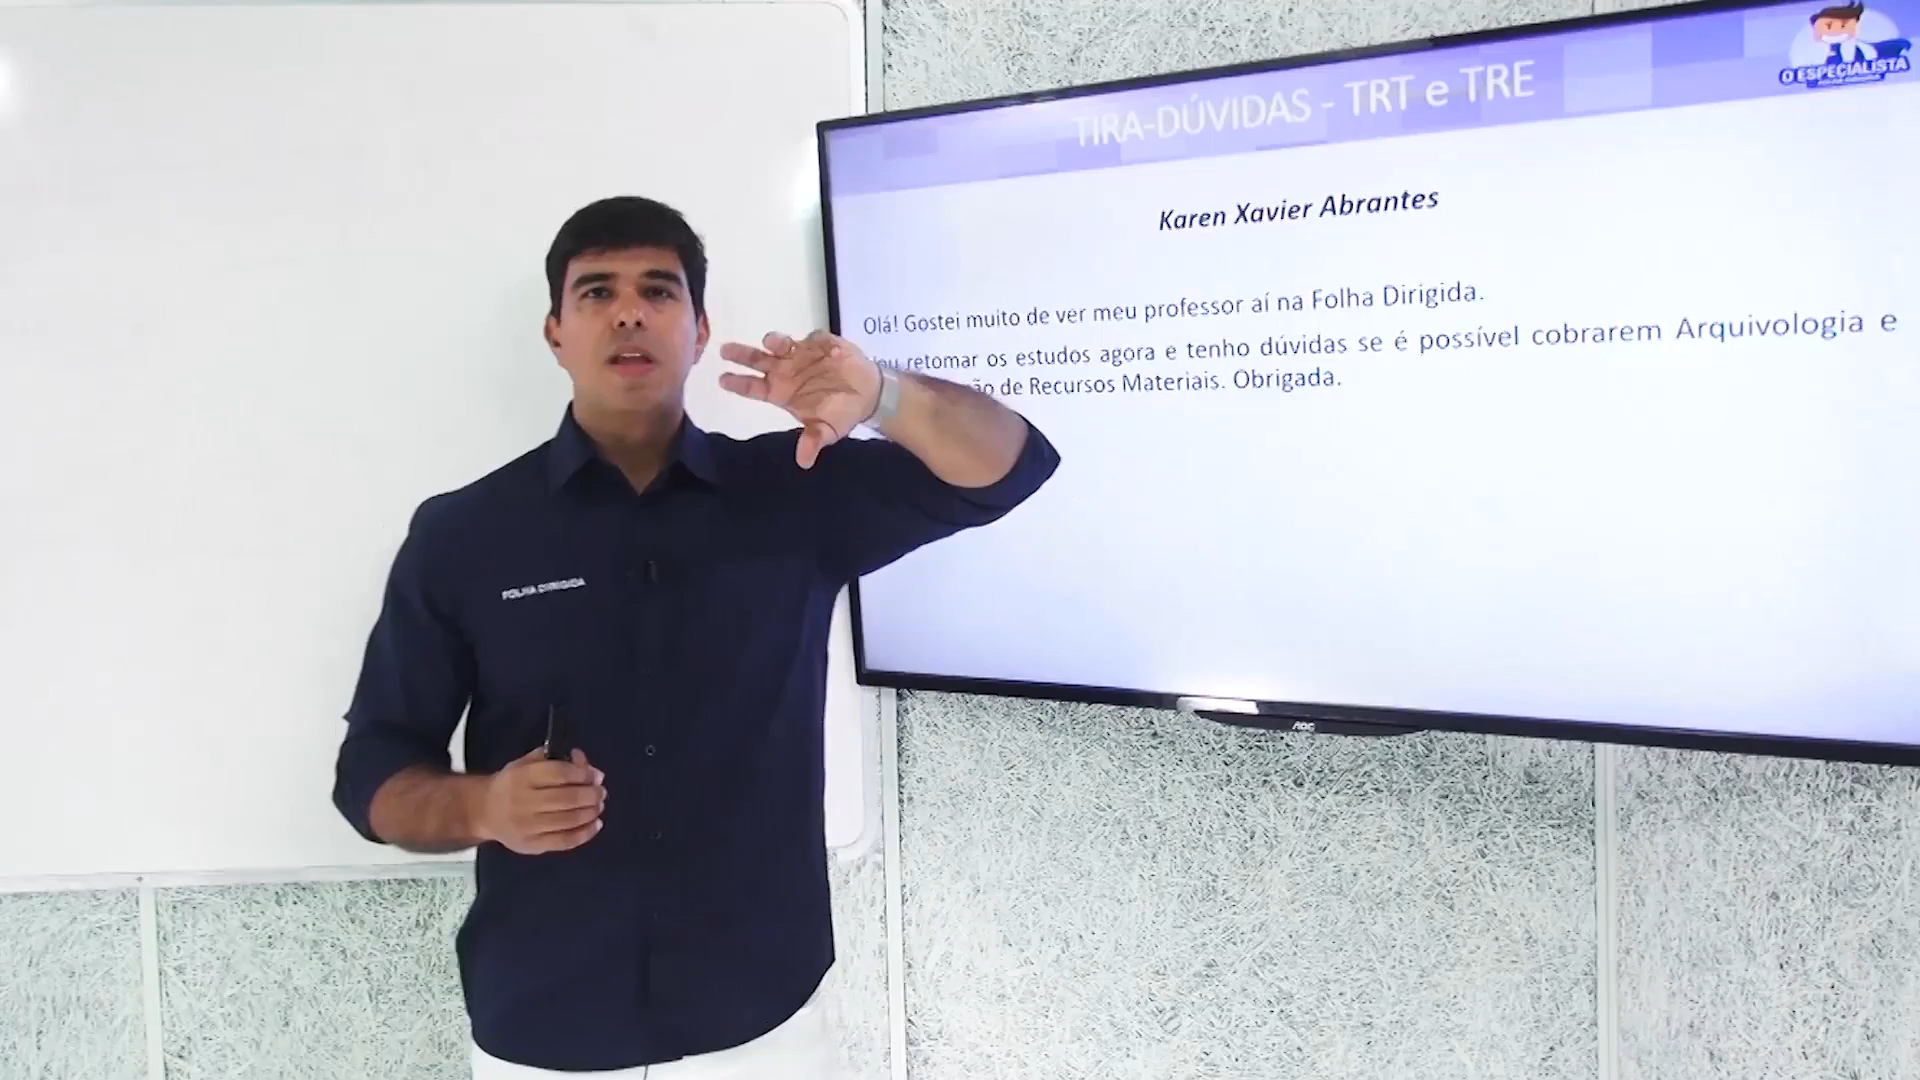 TIRA-DÚVIDAS - TRT e TRE
O ESPECIALISTA
Karen Xavier Abrantes
Olá! Gostei muito de ver meu professor aí na Folha Dirigida.
retomar os estudos agora e tenho dúvidas se é possível cobrarem Arquivologia e
de Recursos Materiais. Obrigada.
FOLHA DIRIGIDA
AOC